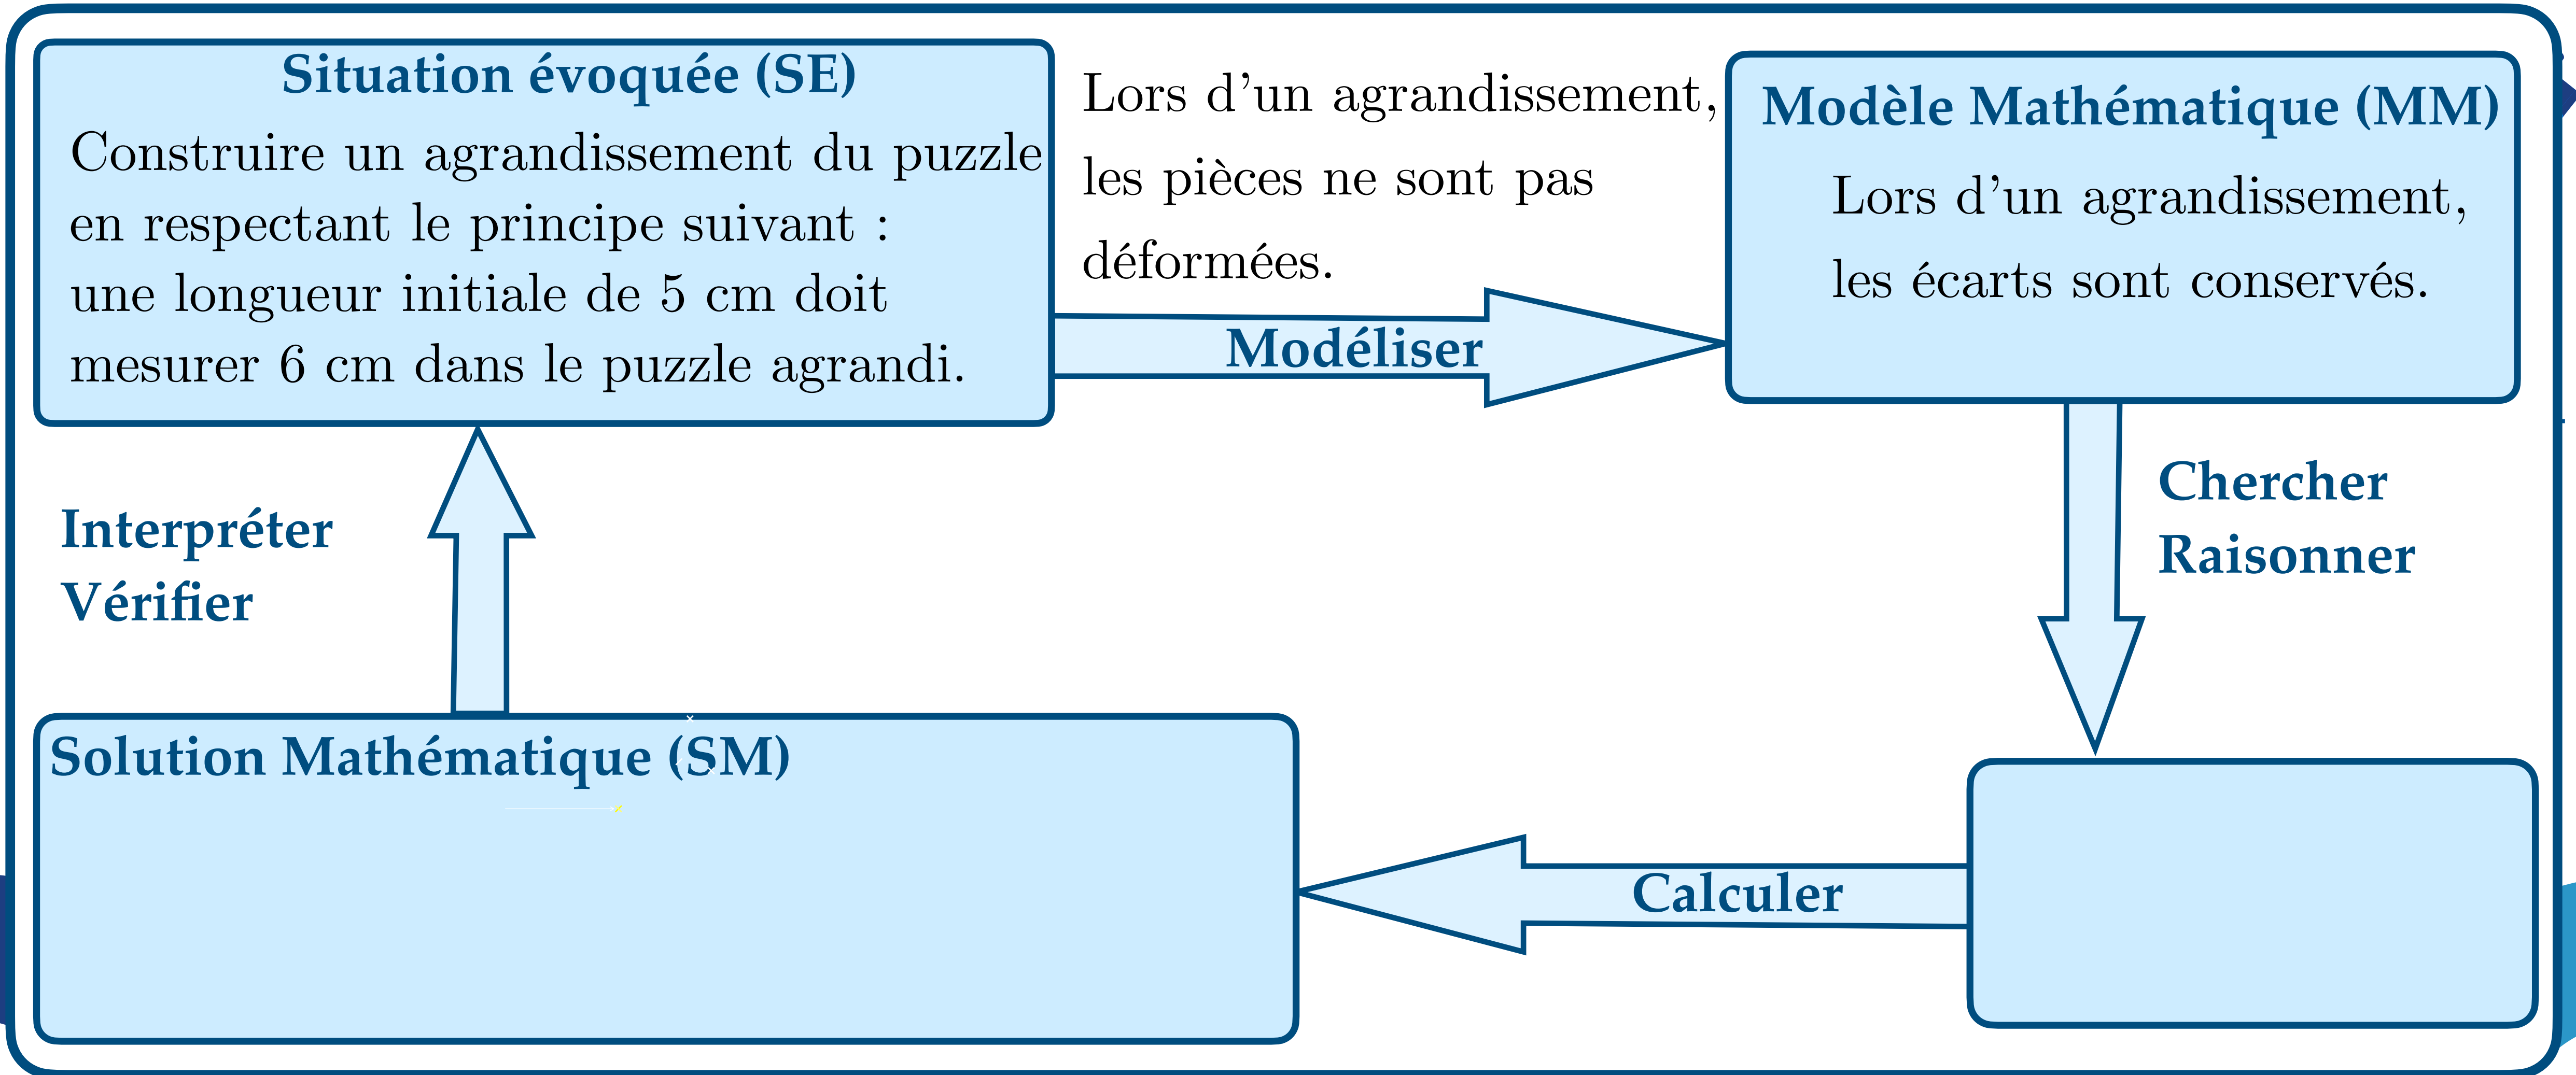 Situation évoquée (SE)
Construire un agrandissement du puzzle
en respectant le principe suivant :
une longueur initiale de 5 cm doit
mesurer 6 cm dans le puzzle agrandi.
Lors d'un agrandissement,
les pièces ne sont pas
déformées.
Modéliser
Modèle Mathématique (MM)
Lors d'un agrandissement,
les écarts sont conservés.
Chercher
Raisonner
Calculer
Solution Mathématique (SM)
Interpréter
Vérifier